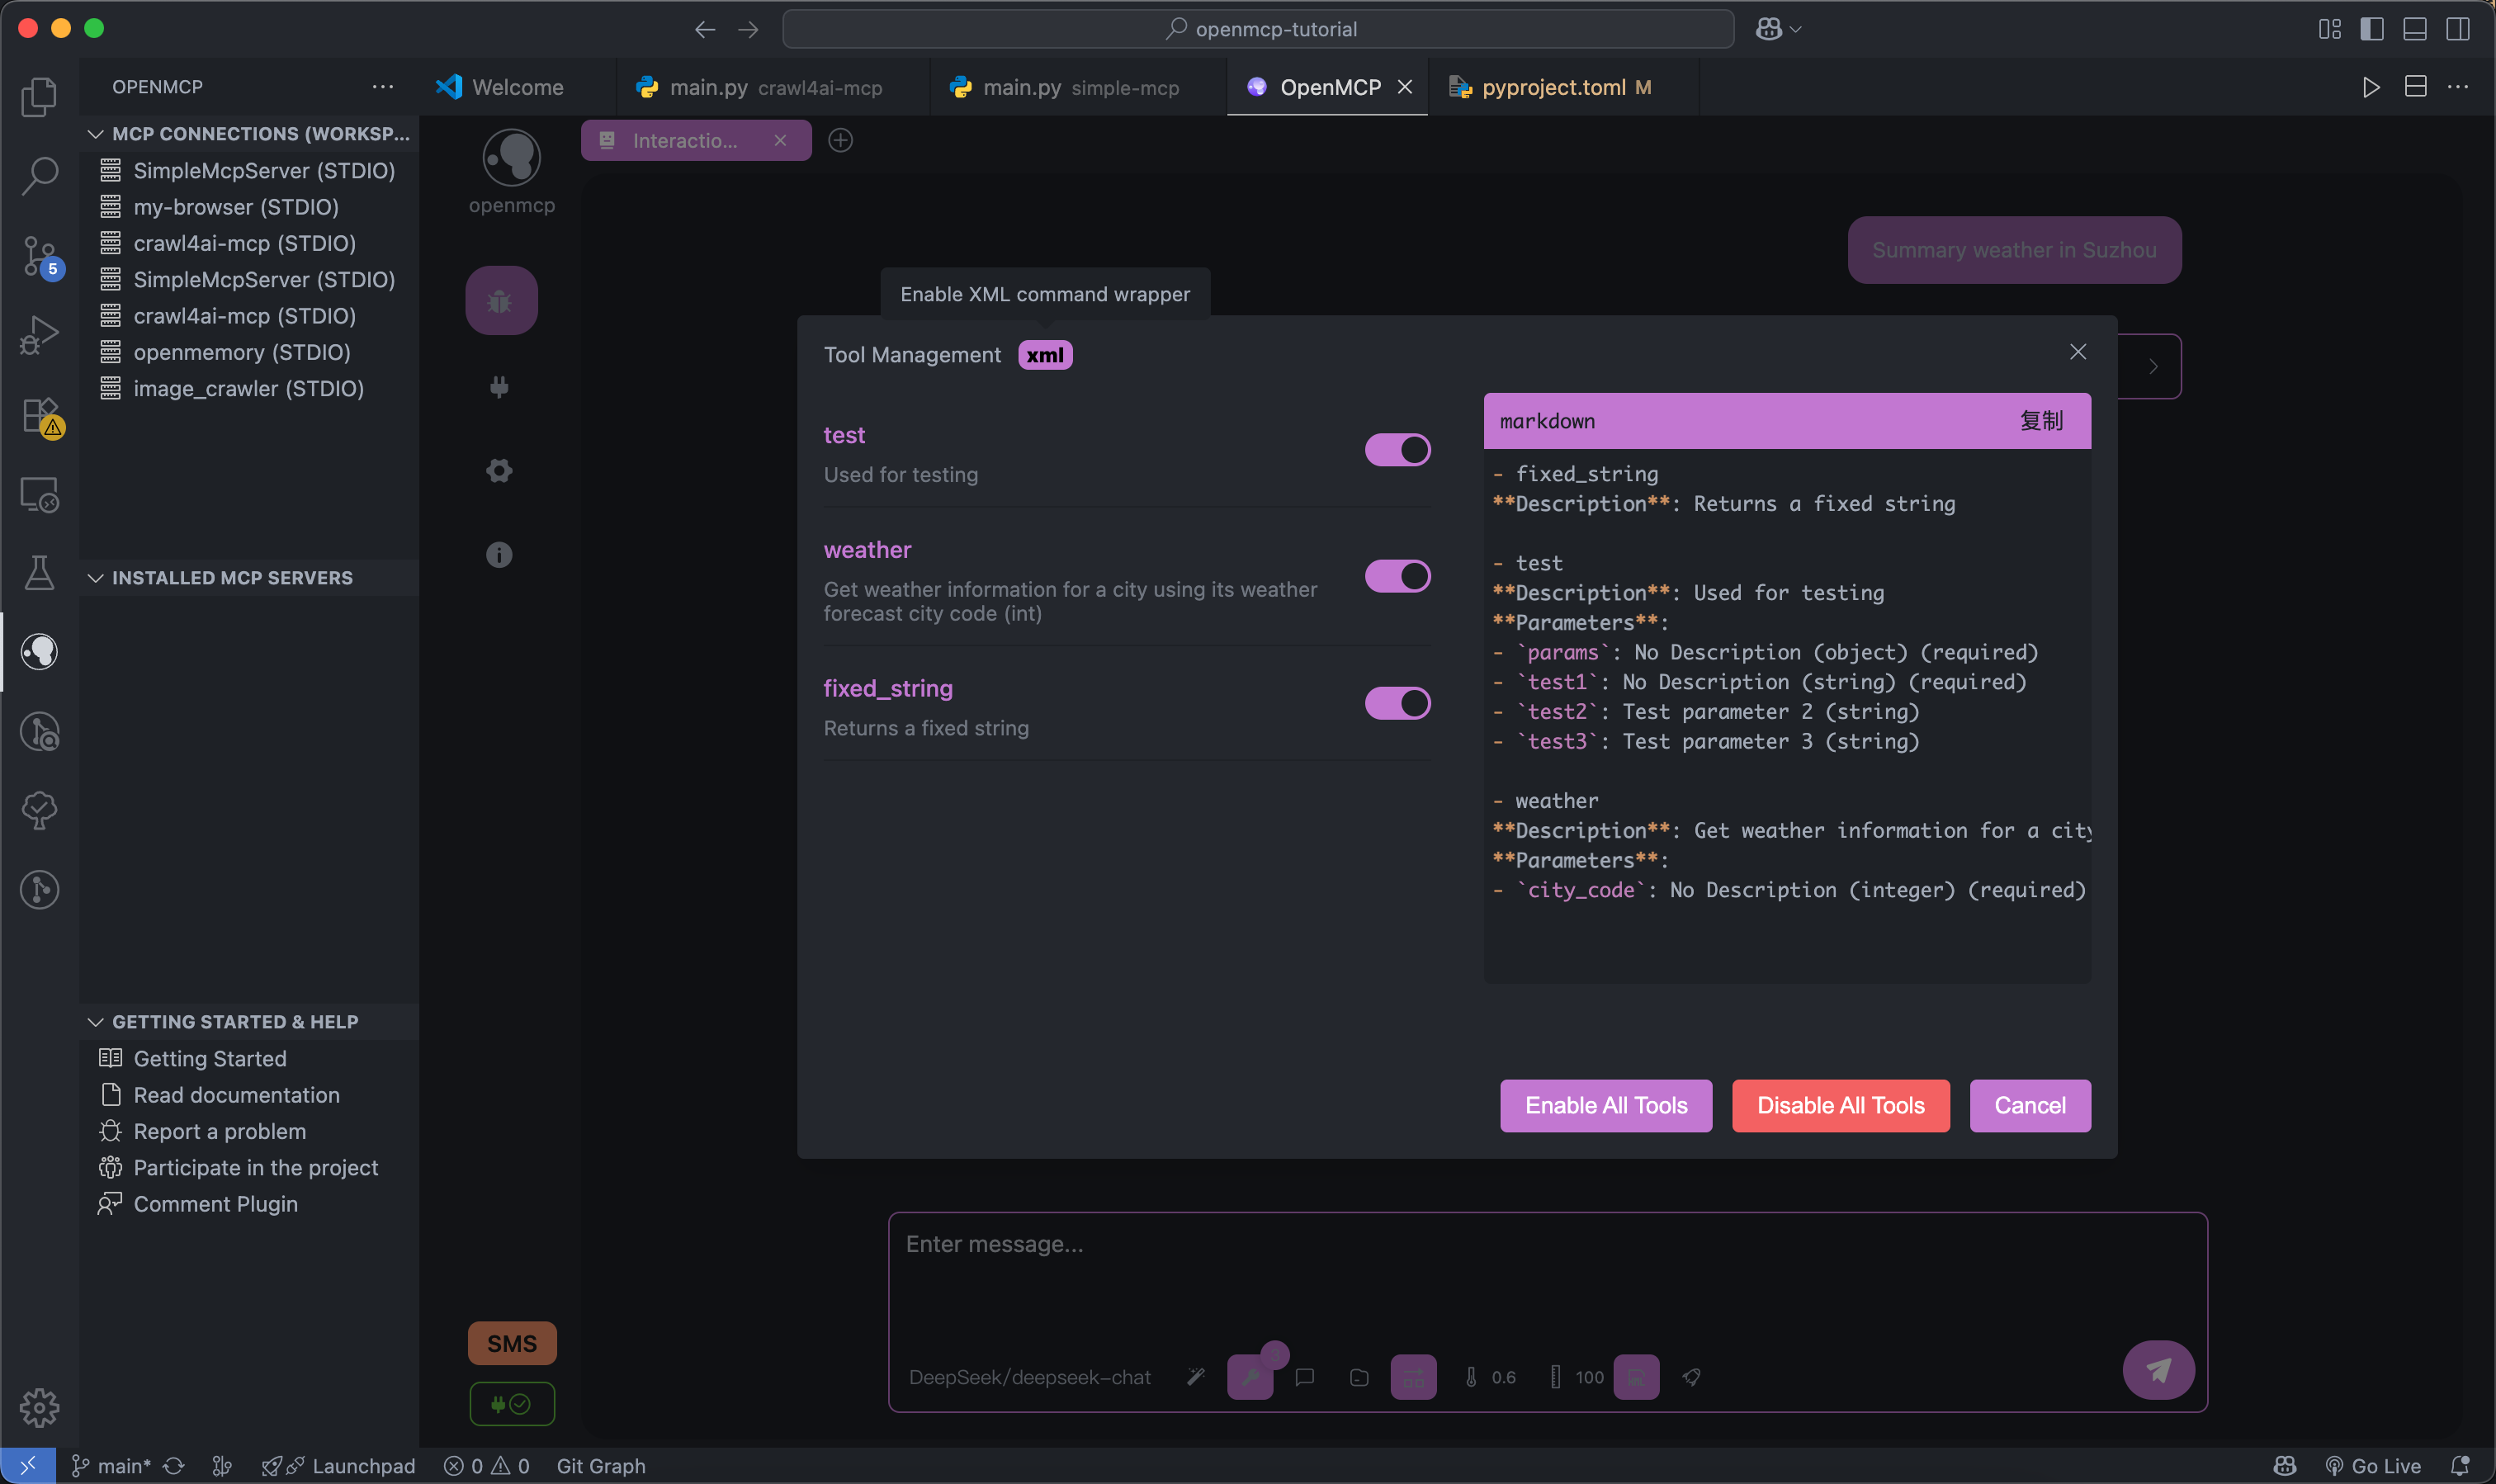 openmcp-tutorial
OPENMCP
Welcome
main.py crawl4ai-mcp
main.py simple-mcp
OpenMCP
pyproject.toml M
MCP CONNECTIONS (WORKSP...
SimpleMcpServer (STDIO)
my-browser (STDIO)
crawl4ai-mcp (STDIO)
SimpleMcpServer (STDIO)
crawl4ai-mcp (STDIO)
openmemory (STDIO)
image_crawler (STDIO)
5
INSTALLED MCP SERVERS
GETTING STARTED & HELP
Getting Started
Read documentation
Report a problem
Participate in the project
Comment Plugin
openmcp
Interactio...
Summary weather in Suzhou
Enable XML command wrapper
Tool Management xml
test
Used for testing
weather
Get weather information for a city using its weather
forecast city code (int)
fixed_string
Returns a fixed string
markdown 复制
- fixed_string
**Description**: Returns a fixed string
- test
**Description**: Used for testing
**Parameters**:
- `params`: No Description (object) (required)
- `test1`: No Description (string) (required)
- `test2`: Test parameter 2 (string)
- `test3`: Test parameter 3 (string)
- weather
**Description**: Get weather information for a city
**Parameters**:
- `city_code`: No Description (integer) (required)
Enable All Tools
Disable All Tools
Cancel
Enter message...
SMS
DeepSeek/deepseek-chat
3
0.6
100
main*
Launchpad
0
0
Git Graph
Go Live